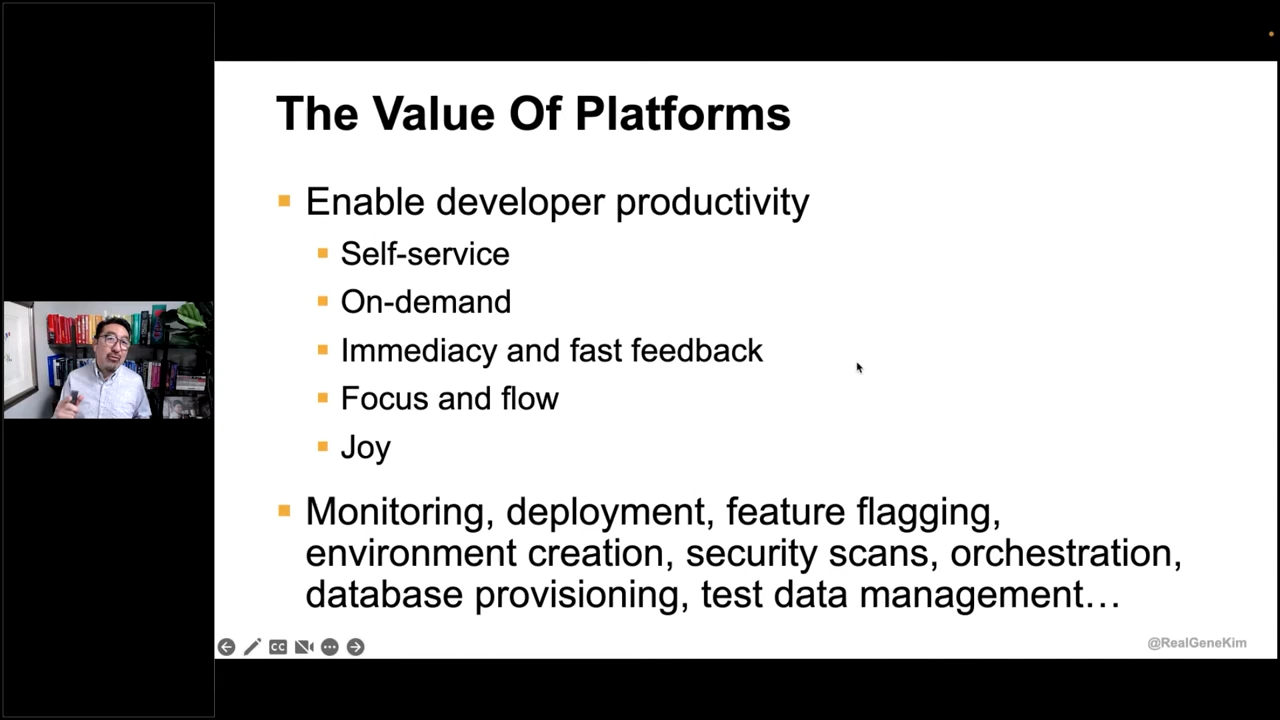 The Value Of Platforms
Enable developer productivity
Self-service
On-demand
Immediacy and fast feedback
Focus and flow
Joy
Monitoring, deployment, feature flagging,
environment creation, security scans, orchestration,
database provisioning, test data management…
CC
@RealGeneKim